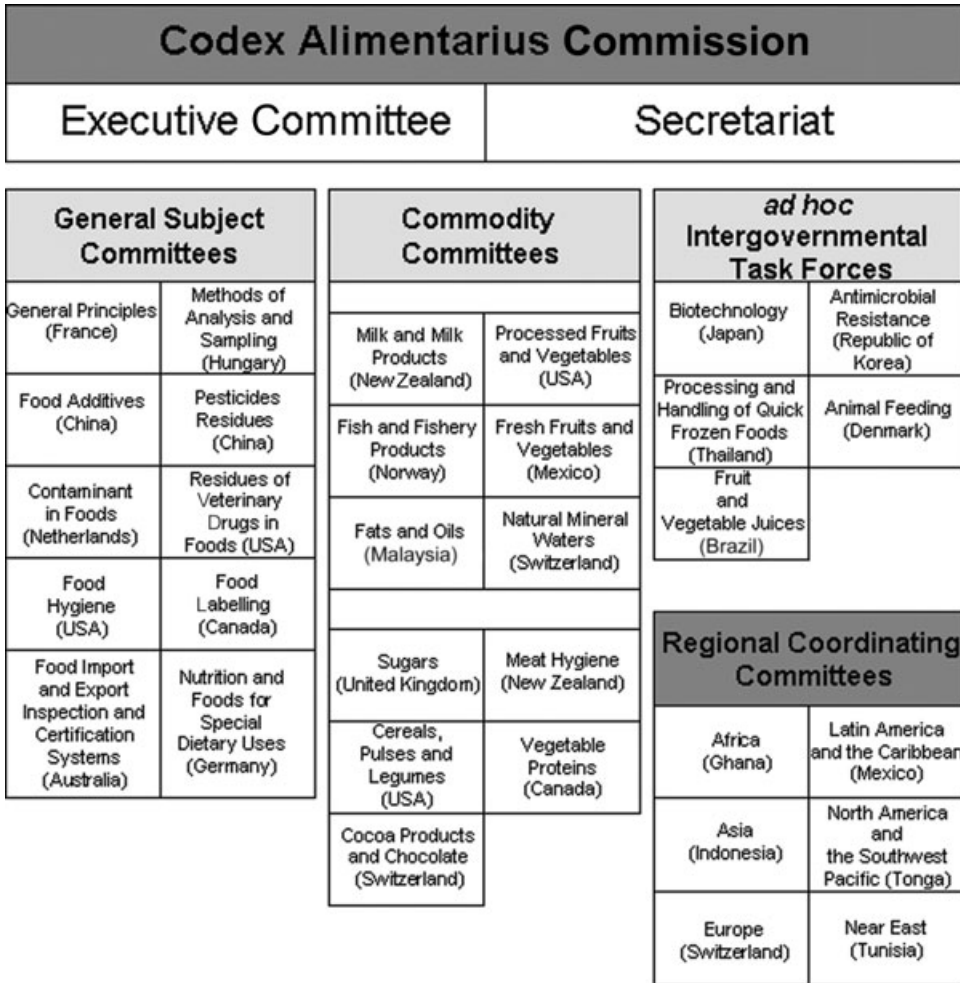 Codex Alimentarius Commission
Executive Committee
Secretariat
General Subject
Committees
General Principles
(France)
Methods of
Analysis and
Sampling
(Hungary)
Food Additives
(China)
Pesticides
Residues
(China)
Contaminant
in Foods
(Netherlands)
Residues of
Veterinary
Drugs in
Foods (USA)
Food
Hygiene
(USA)
Food
Labelling
(Canada)
Food Import
and Export
Inspection and
Certification
Systems
(Australia)
Nutrition and
Foods for
Special
Dietary Uses
(Germany)
Commodity
Committees
Milk and Milk
Products
(New Zealand)
Processed Fruits
and Vegetables
(USA)
Fish and Fishery
Products
(Norway)
Fresh Fruits and
Vegetables
(Mexico)
Fats and Oils
(Malaysia)
Natural Mineral
Waters
(Switzerland)
Sugars
(United Kingdom)
Meat Hygiene
(New Zealand)
Cereals,
Pulses and
Legumes
(USA)
Vegetable
Proteins
(Canada)
Cocoa Products
and Chocolate
(Switzerland)
ad hoc
Intergovernmental
Task Forces
Biotechnology
(Japan)
Antimicrobial
Resistance
(Republic of
Korea)
Processing and
Handling of Quick
Frozen Foods
(Thailand)
Animal Feeding
(Denmark)
Fruit
and
Vegetable Juices
(Brazil)
Regional Coordinating
Committees
Africa
(Ghana)
Latin America
and the Caribbean
(Mexico)
Asia
(Indonesia)
North America
and
the Southwest
Pacific (Tonga)
Europe
(Switzerland)
Near East
(Tunisia)